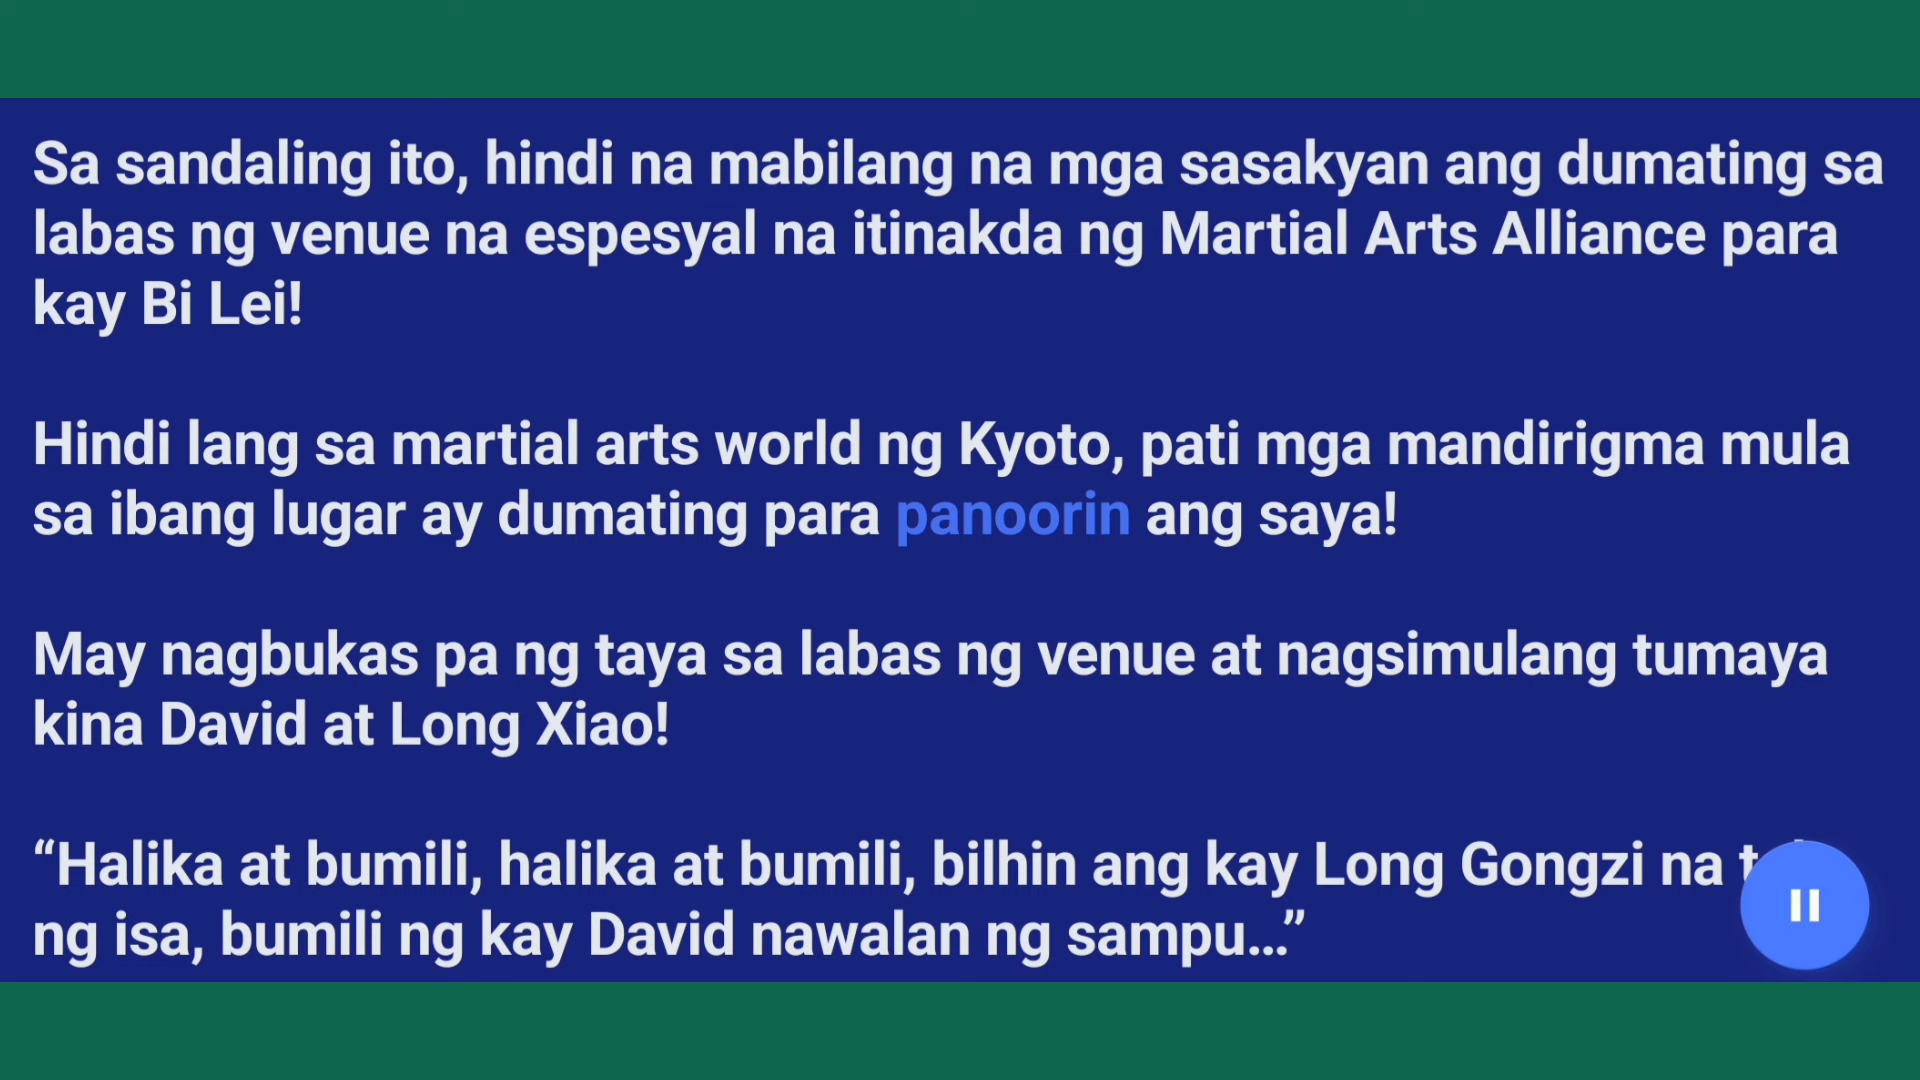 Sa sandaling ito, hindi na mabilang na mga sasakyan ang dumating sa
labas ng venue na espesyal na itinakda ng Martial Arts Alliance para
kay Bi Lei!
Hindi lang sa martial arts world ng Kyoto, pati mga mandirigma mula
sa ibang lugar ay dumating para panoorin ang saya!
May nagbukas pa ng taya sa labas ng venue at nagsimulang tumaya
kina David at Long Xiao!
“Halika at bumili, halika at bumili, bilhin ang kay Long Gongzi na
ng isa, bumili ng kay David nawalan ng sampu...”